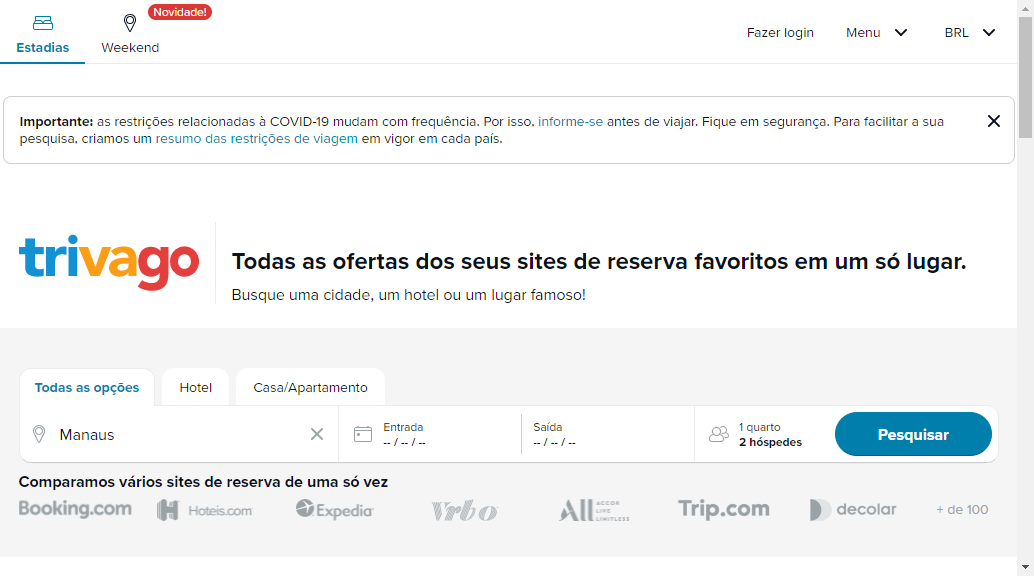 Novidade!
Estadias
Weekend
Fazer login
Menu
BRL
Importante: as restrições relacionadas à COVID-19 mudam com frequência. Por isso, informe-se antes de viajar. Fique em segurança. Para facilitar a sua
pesquisa, criamos um resumo das restrições de viagem em vigor em cada país.
trivago
Todas as ofertas dos seus sites de reserva favoritos em um só lugar.
Busque uma cidade, um hotel ou um lugar famoso!
Todas as opções
Hotel
Casa/Apartamento
Manaus
Entrada
-- / -- / --
Saída
-- / -- / --
1 quarto
2 hóspedes
Pesquisar
Comparamos vários sites de reserva de uma só vez
Booking.com
Hoteis.com
Expedia
Vrbo
ALL ACCOR LIVE LIMITLESS
Trip.com
decolar
+ de 100